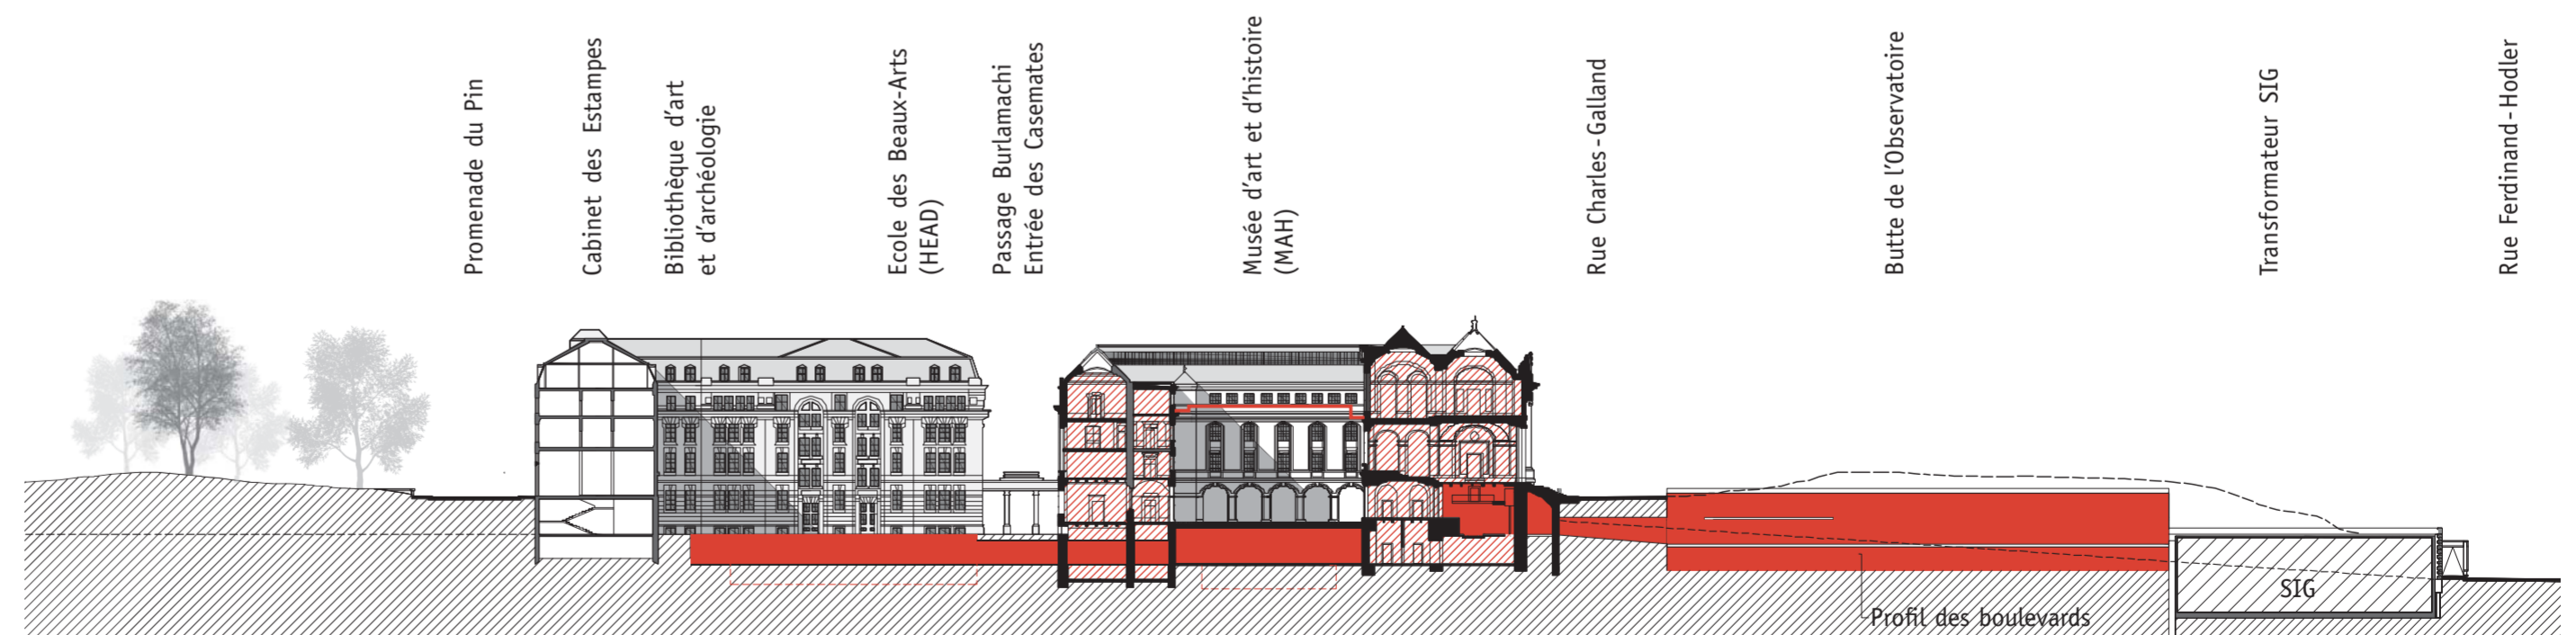 Promenade du Pin
Cabinet des Estampes
Bibliothèque d'art
et d'archéologie
Ecole des Beaux-Arts
(HEAD)
Passage Burlamachi
Entrée des Casemates
Musée d'art et d'histoire
(MAH)
Rue Charles-Galland
Butte de l'Observatoire
Transformateur SIG
Rue Ferdinand-Hodler
SIG
Profil des boulevards